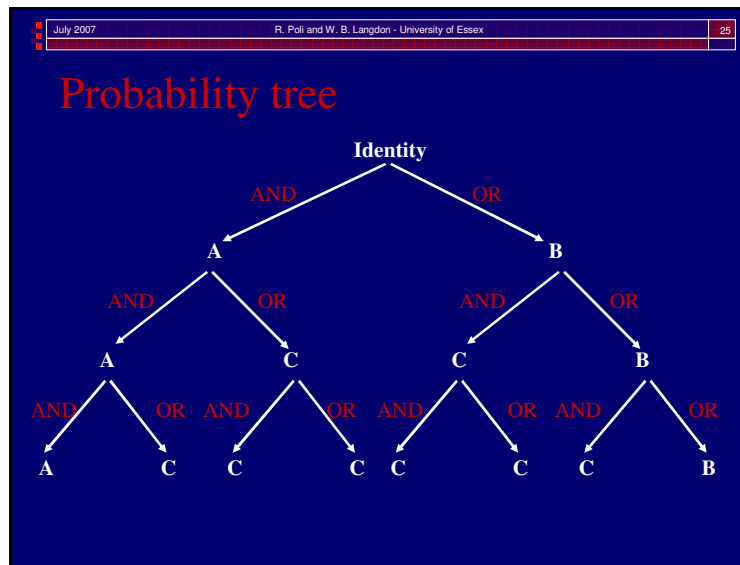 July 2007 R. Poli and W. B. Langdon - University of Essex 25
Probability tree
Identity
AND OR
A B
AND OR AND OR
A C C B
AND OR AND OR AND OR AND OR
A C C C C C C B